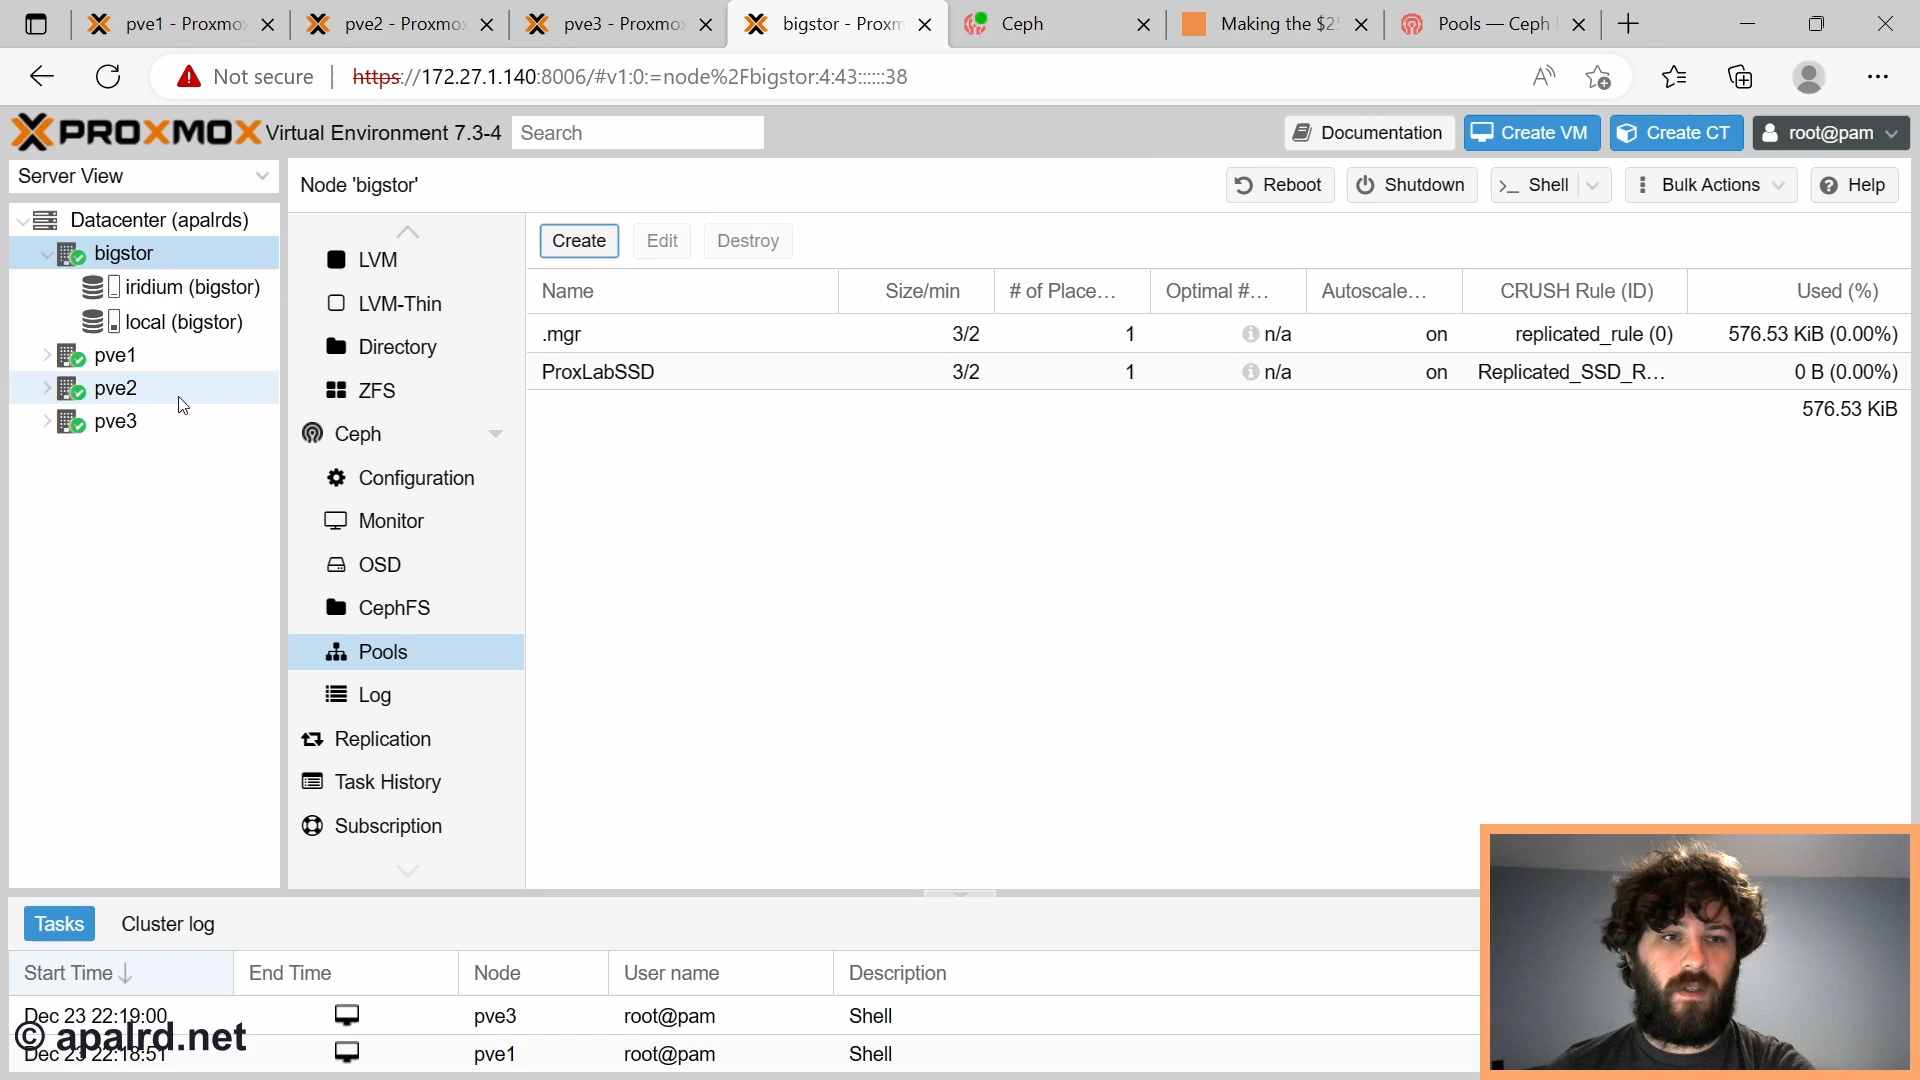 pve1 - Proxmo
pve2 - Proxmo
pve3 - Proxmo
bigstor - Proxm
Ceph
Making the $2
Pools — Ceph
Not secure
https://172.27.1.140:8006/#v1:0:=node%2Fbigstor:4:43::::::38
PROXMOX Virtual Environment 7.3-4
Search
Documentation
Create VM
Create CT
root@pam
Server View
Node 'bigstor'
Reboot
Shutdown
Shell
Bulk Actions
Help
Datacenter (apalrds)
bigstor
iridium (bigstor)
local (bigstor)
pve1
pve2
pve3
LVM
LVM-Thin
Directory
ZFS
Ceph
Configuration
Monitor
OSD
CephFS
Pools
Log
Replication
Task History
Subscription
Create
Edit
Destroy
Name
Size/min
# of Place...
Optimal #...
Autoscale...
CRUSH Rule (ID)
Used (%)
.mgr
3/2
1
n/a
on
replicated_rule (0)
576.53 KiB (0.00%)
ProxLabSSD
3/2
1
n/a
on
Replicated_SSD_R...
0 B (0.00%)
576.53 KiB
Tasks
Cluster log
Start Time
End Time
Node
User name
Description
Dec 23 22:19:00
pve3
root@pam
Shell
Dec 23 22:18:51
pve1
root@pam
Shell
© apalrd.net